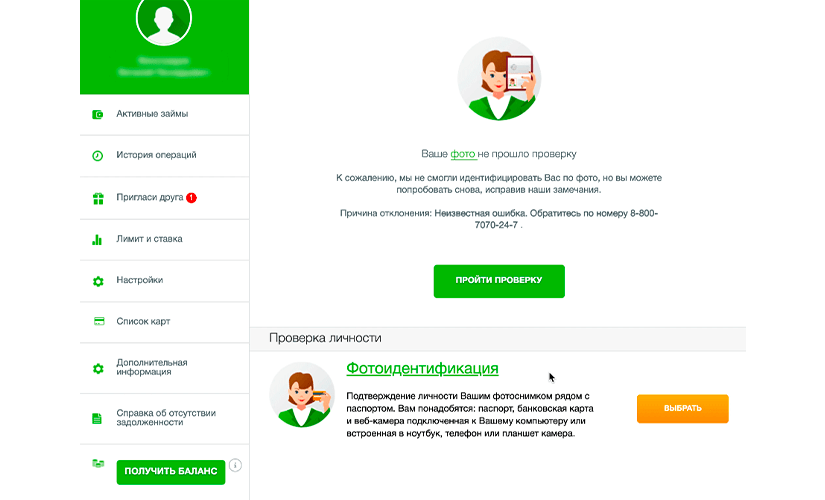 Активные займы
История операций
Пригласи друга 1
Лимит и ставка
Настройки
Список карт
Дополнительная
информация
Справка об отсутствии
задолженности
ПОЛУЧИТЬ БАЛАНС i
Ваше фото не прошло проверку
К сожалению, мы не смогли идентифицировать Вас по фото, но вы можете
попробовать снова, исправив наши замечания.
Причина отклонения: Неизвестная ошибка. Обратитесь по номеру 8-800-
7070-24-7 .
ПРОЙТИ ПРОВЕРКУ
Проверка личности
Фотоидентификация
Подтверждение личности Вашим фотоснимком рядом с
паспортом. Вам понадобятся: паспорт, банковская карта
и веб-камера подключенная к Вашему компьютеру или
встроенная в ноутбук, телефон или планшет камера.
ВЫБРАТЬ